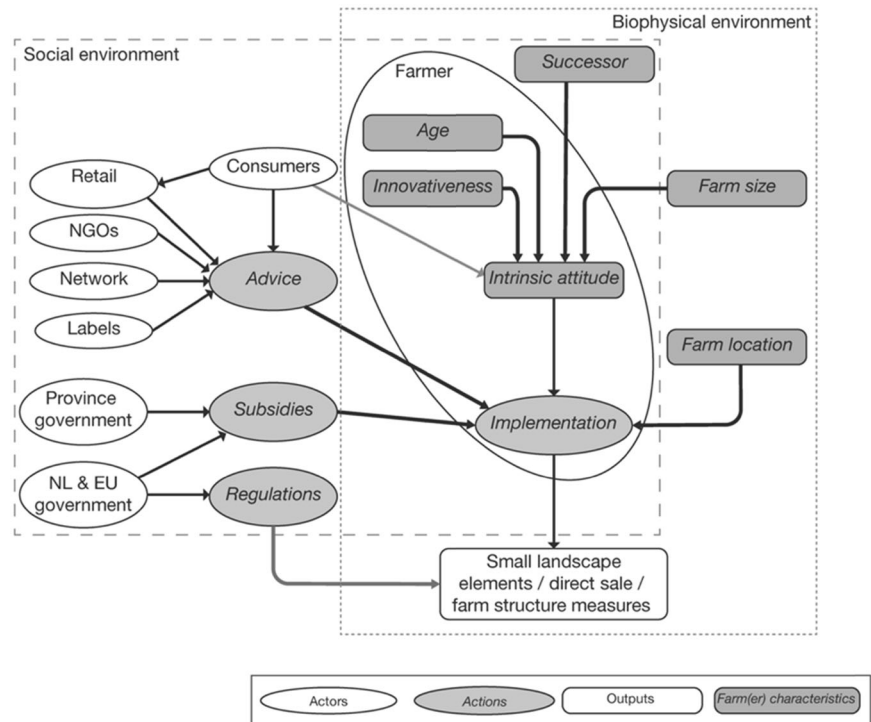 Biophysical environment
Social environment
Successor
Farmer
Age
Consumers
Retail
Innovativeness
Farm size
NGOs
Network
Advice
Intrinsic attitude
Labels
Farm location
Province
government
Subsidies
Implementation
NL & EU
government
Regulations
Small landscape
elements / direct sale /
farm structure measures
Actors
Actions
Outputs
Farm(er) characteristics